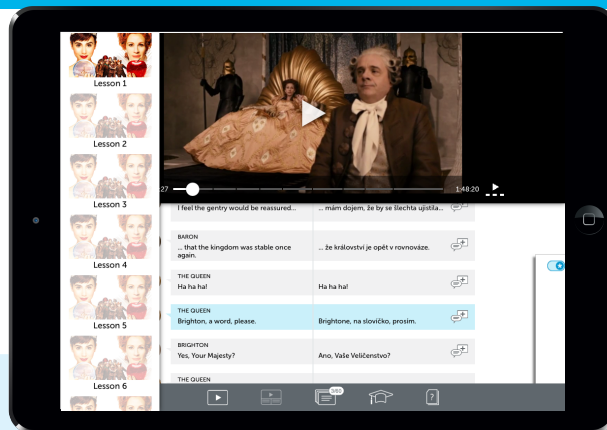 Lesson 1
Lesson 2
Lesson 3
Lesson 4
Lesson 5
Lesson 6
27
1:48:20
I feel the gentry would be reassured...
... mám dojem, že by se šlechta ujistila...
BARON
... that the kingdom was stable once
again.
... že království je opět v rovnováze.
THE QUEEN
Ha ha ha!
Ha ha ha!
THE QUEEN
Brighton, a word, please.
Brightone, na slovíčko, prosím.
BRIGHTON
Yes, Your Majesty?
Ano, Vaše Veličenstvo?
THE QUEEN
?